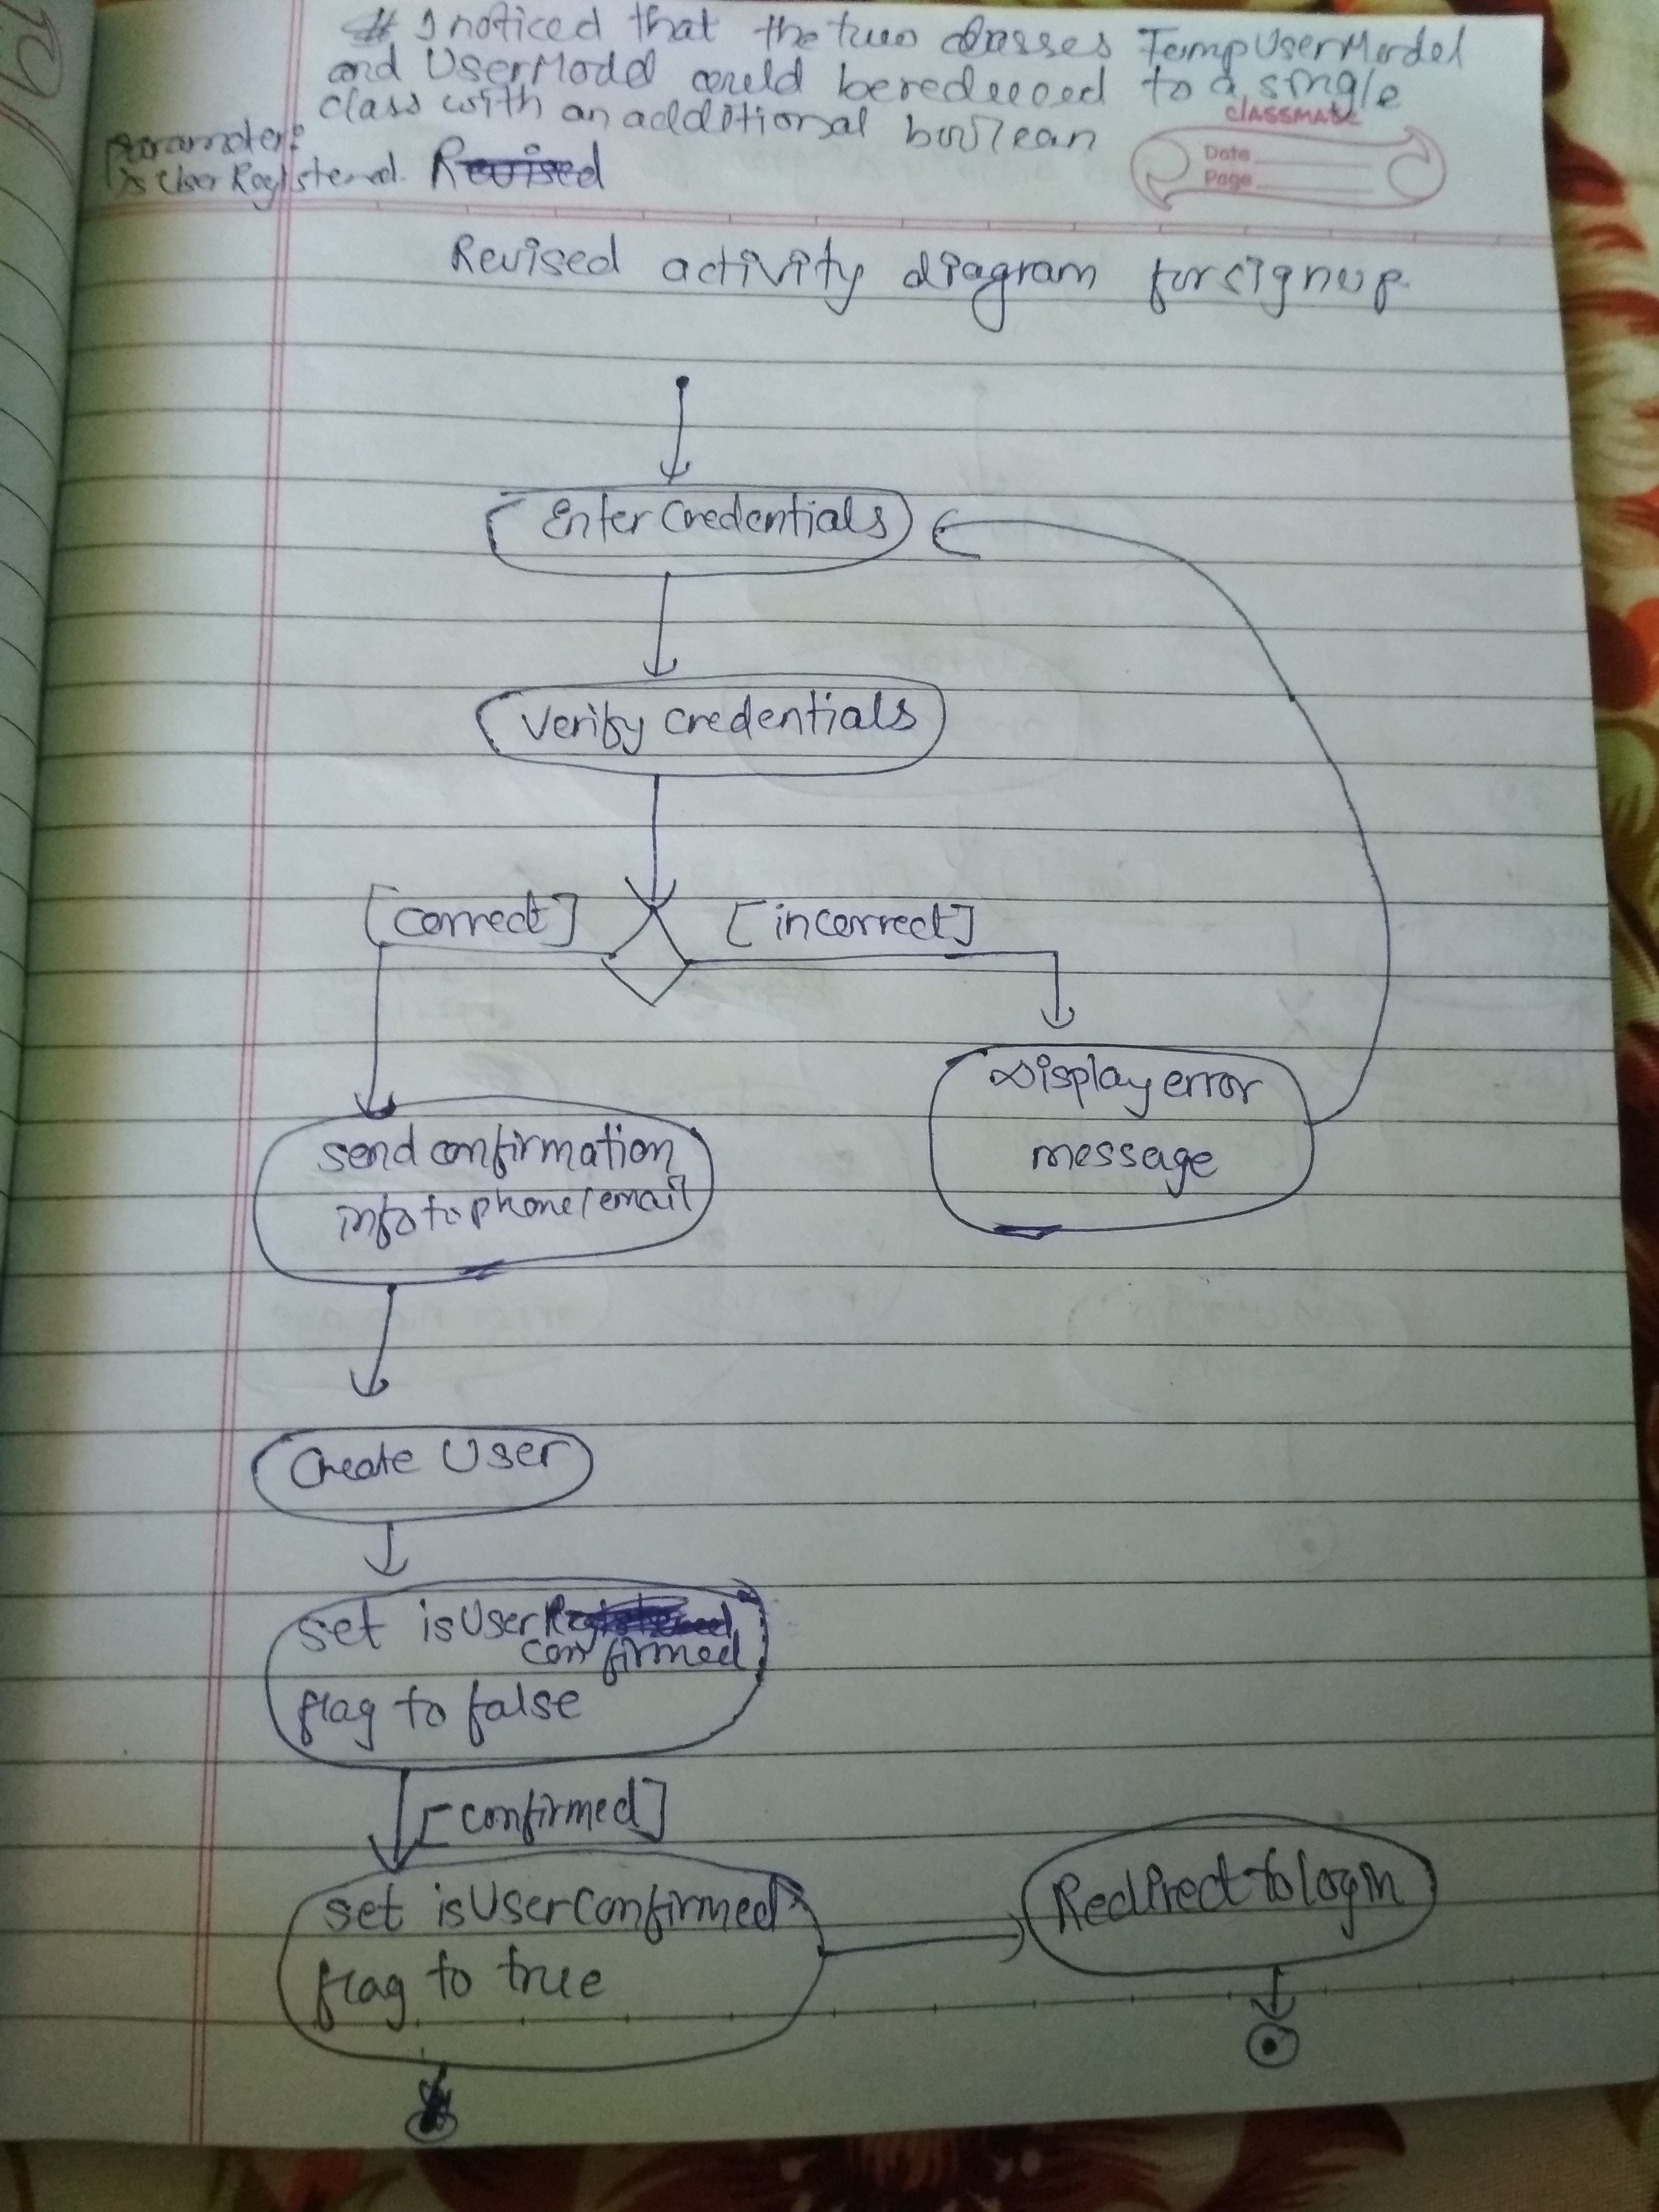 # I noticed that the two classes TempUserModel
and UserModel could be reduced to a single
class with an additional boolean
parameter:
isUserRegistered. Revised
classmate
Date
Page
Revised activity diagram for signup
Enter Credentials
Verify credentials
[correct]
[incorrect]
Display error
message
send confirmation
info to phone/email
Create User
set isUser
confirmed
flag to false
[confirmed]
set isUserConfirmed
flag to true
Redirect to login